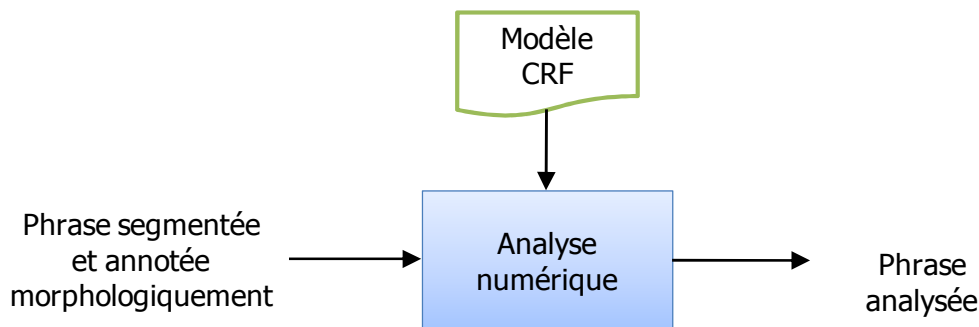 Modèle
CRF
Phrase segmentée
et annotée
morphologiquement
Analyse
numérique
Phrase
analysée